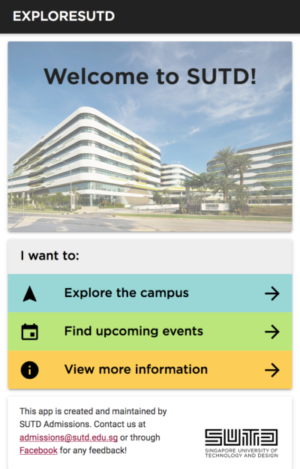 EXPLORESUTD
Welcome to SUTD!
I want to:
Explore the campus
Find upcoming events
View more information
This app is created and maintained by
SUTD Admissions. Contact us at
admissions@sutd.edu.sg or through
Facebook for any feedback!
SUTD
SINGAPORE UNIVERSITY OF
TECHNOLOGY AND DESIGN